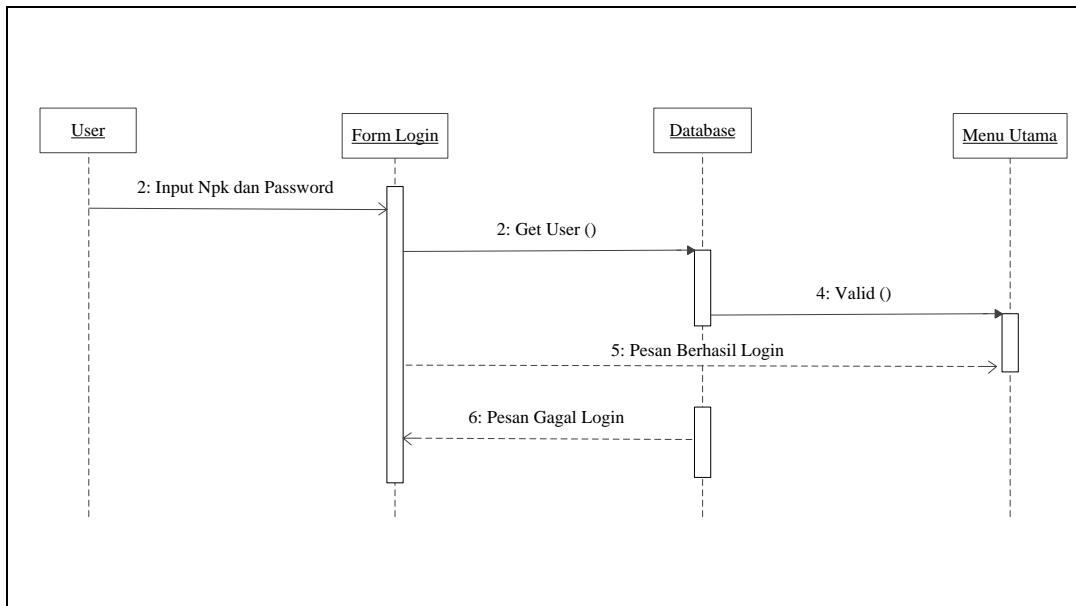 User
Form Login
Database
Menu Utama
2: Input Npk dan Password
2: Get User ()
4: Valid ()
5: Pesan Berhasil Login
6: Pesan Gagal Login